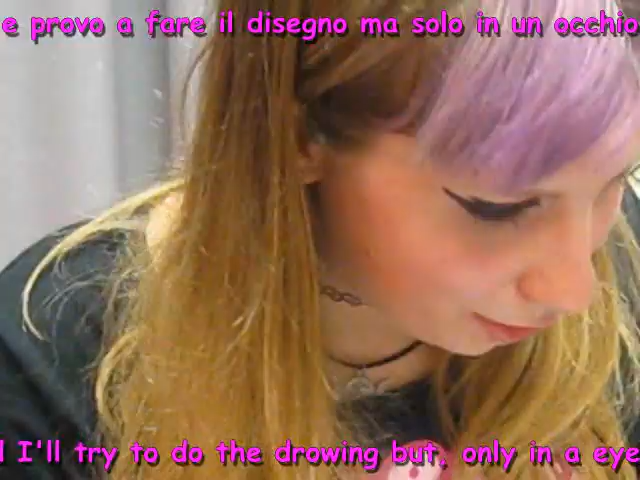 e provo a fare il disegno ma solo in un occhio
I'll try to do the drowing but, only in a eye